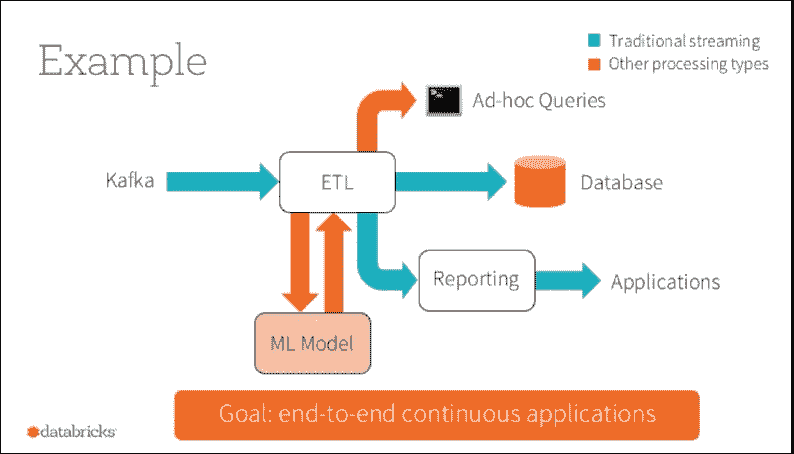 Example
Traditional streaming
Other processing types
Ad-hoc Queries
Kafka
ETL
Database
Reporting
Applications
ML Model
Goal: end-to-end continuous applications
databricks